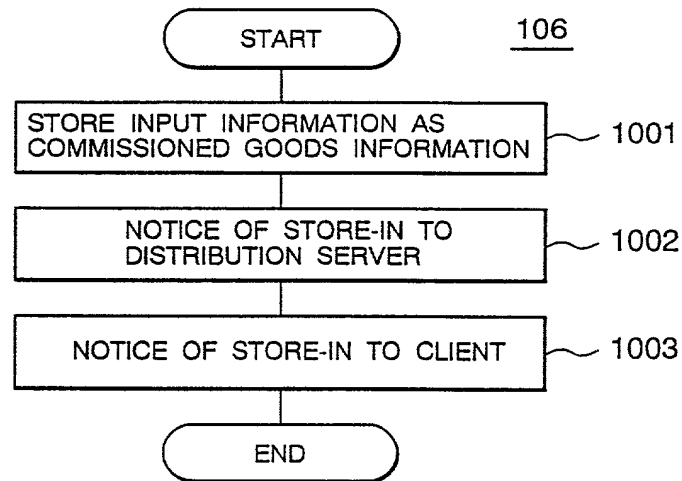 START
106
STORE INPUT INFORMATION AS
COMMISSIONED GOODS INFORMATION
1001
NOTICE OF STORE-IN TO
DISTRIBUTION SERVER
1002
NOTICE OF STORE-IN TO CLIENT
1003
END